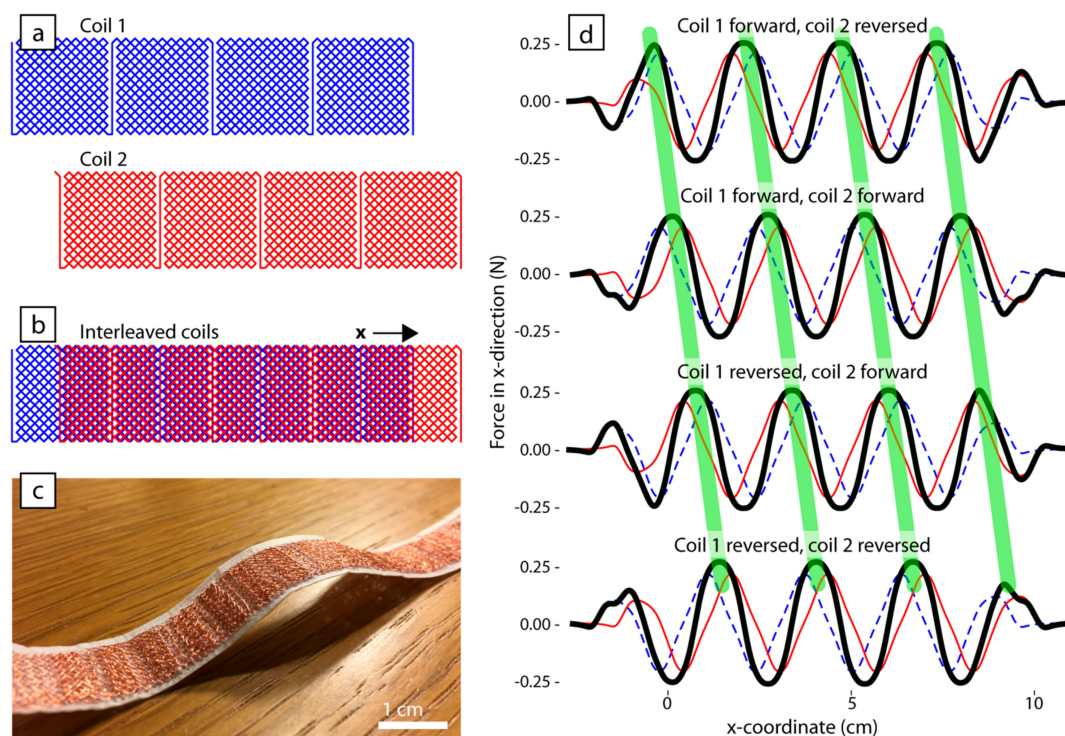 a
Coil 1
Coil 2
b
Interleaved coils
x
c
1 cm
d
Coil 1 forward, coil 2 reversed
0.25 -
0.00 -
-0.25 -
Coil 1 forward, coil 2 forward
0.25 -
0.00 -
-0.25 -
Coil 1 reversed, coil 2 forward
0.25 -
0.00 -
-0.25 -
Coil 1 reversed, coil 2 reversed
0.25 -
0.00 -
-0.25 -
Force in x-direction (N)
0 5 10
x-coordinate (cm)